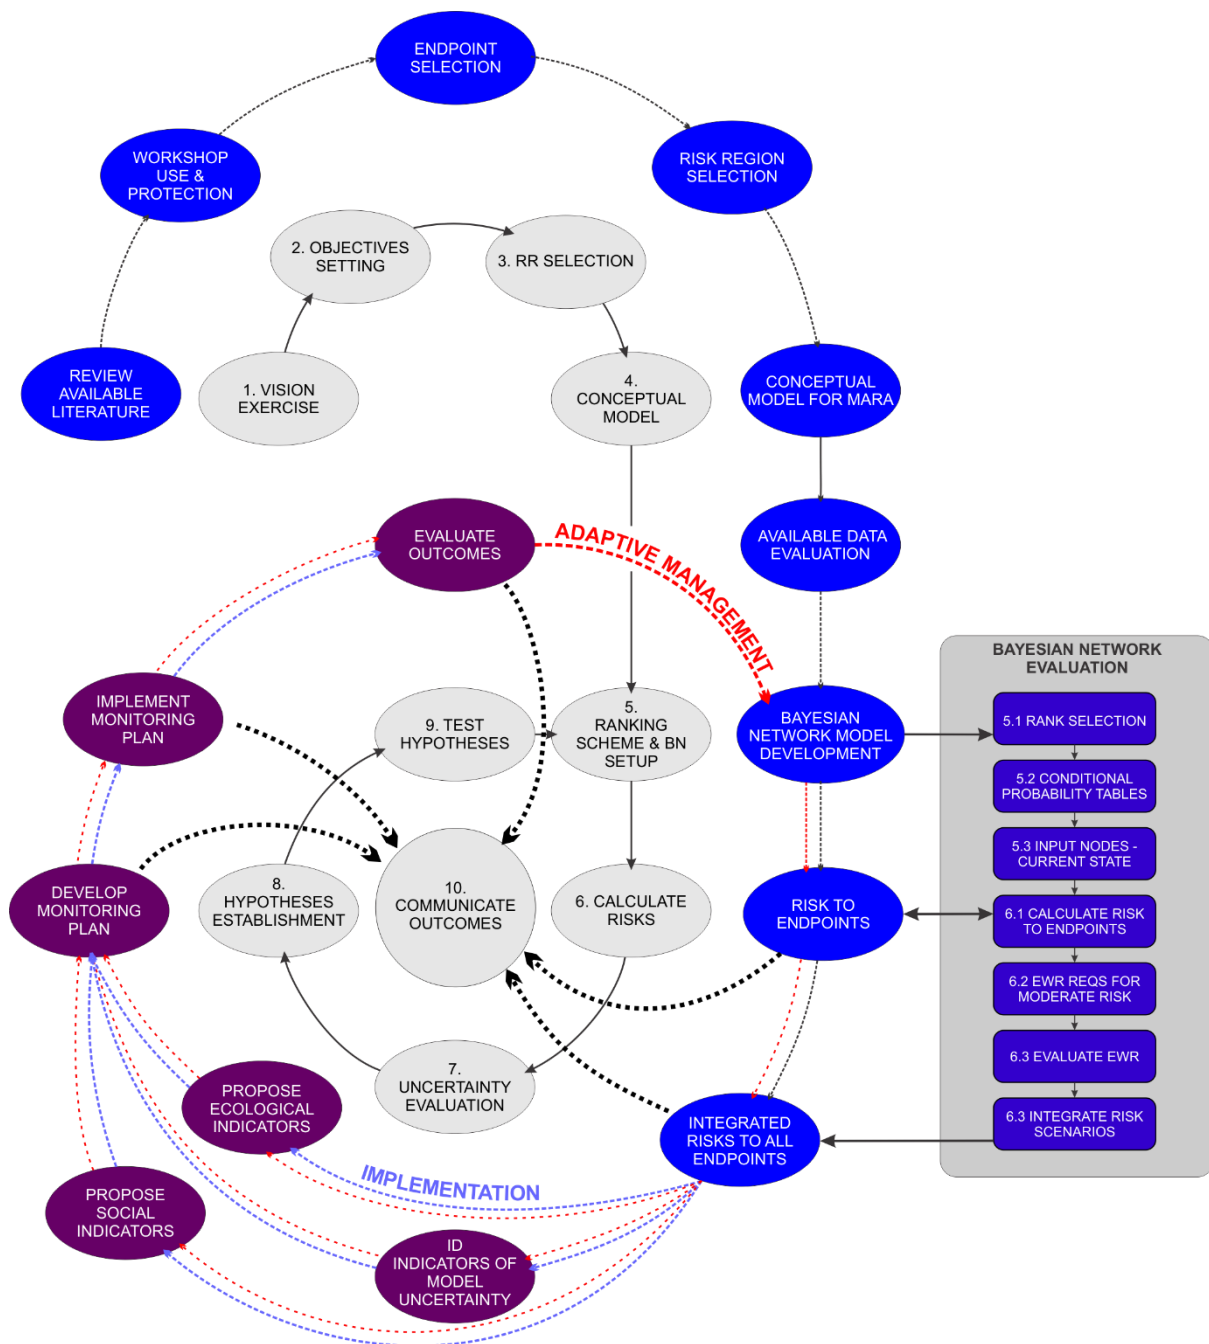 ENDPOINT
SELECTION
WORKSHOP
USE &
PROTECTION
RISK REGION
SELECTION
2. OBJECTIVES
SETTING
3. RR SELECTION
REVIEW
AVAILABLE
LITERATURE
1. VISION
EXERCISE
4.
CONCEPTUAL
MODEL
CONCEPTUAL
MODEL FOR MARA
EVALUATE
OUTCOMES
ADAPTIVE MANAGEMENT
AVAILABLE DATA
EVALUATION
BAYESIAN NETWORK
EVALUATION
IMPLEMENT
MONITORING
PLAN
9. TEST
HYPOTHESES
5.
RANKING
SCHEME & BN
SETUP
BAYESIAN
NETWORK MODEL
DEVELOPMENT
5.1 RANK SELECTION
5.2 CONDITIONAL
PROBABILITY TABLES
5.3 INPUT NODES -
CURRENT STATE
DEVELOP
MONITORING
PLAN
8.
HYPOTHESES
ESTABLISHMENT
10.
COMMUNICATE
OUTCOMES
6. CALCULATE
RISKS
RISK TO
ENDPOINTS
6.1 CALCULATE RISK
TO ENDPOINTS
6.2 EWR REQS FOR
MODERATE RISK
6.3 EVALUATE EWR
6.3 INTEGRATE RISK
SCENARIOS
PROPOSE
ECOLOGICAL
INDICATORS
7.
UNCERTAINTY
EVALUATION
INTEGRATED
RISKS TO ALL
ENDPOINTS
IMPLEMENTATION
PROPOSE
SOCIAL
INDICATORS
ID
INDICATORS OF
MODEL
UNCERTAINTY